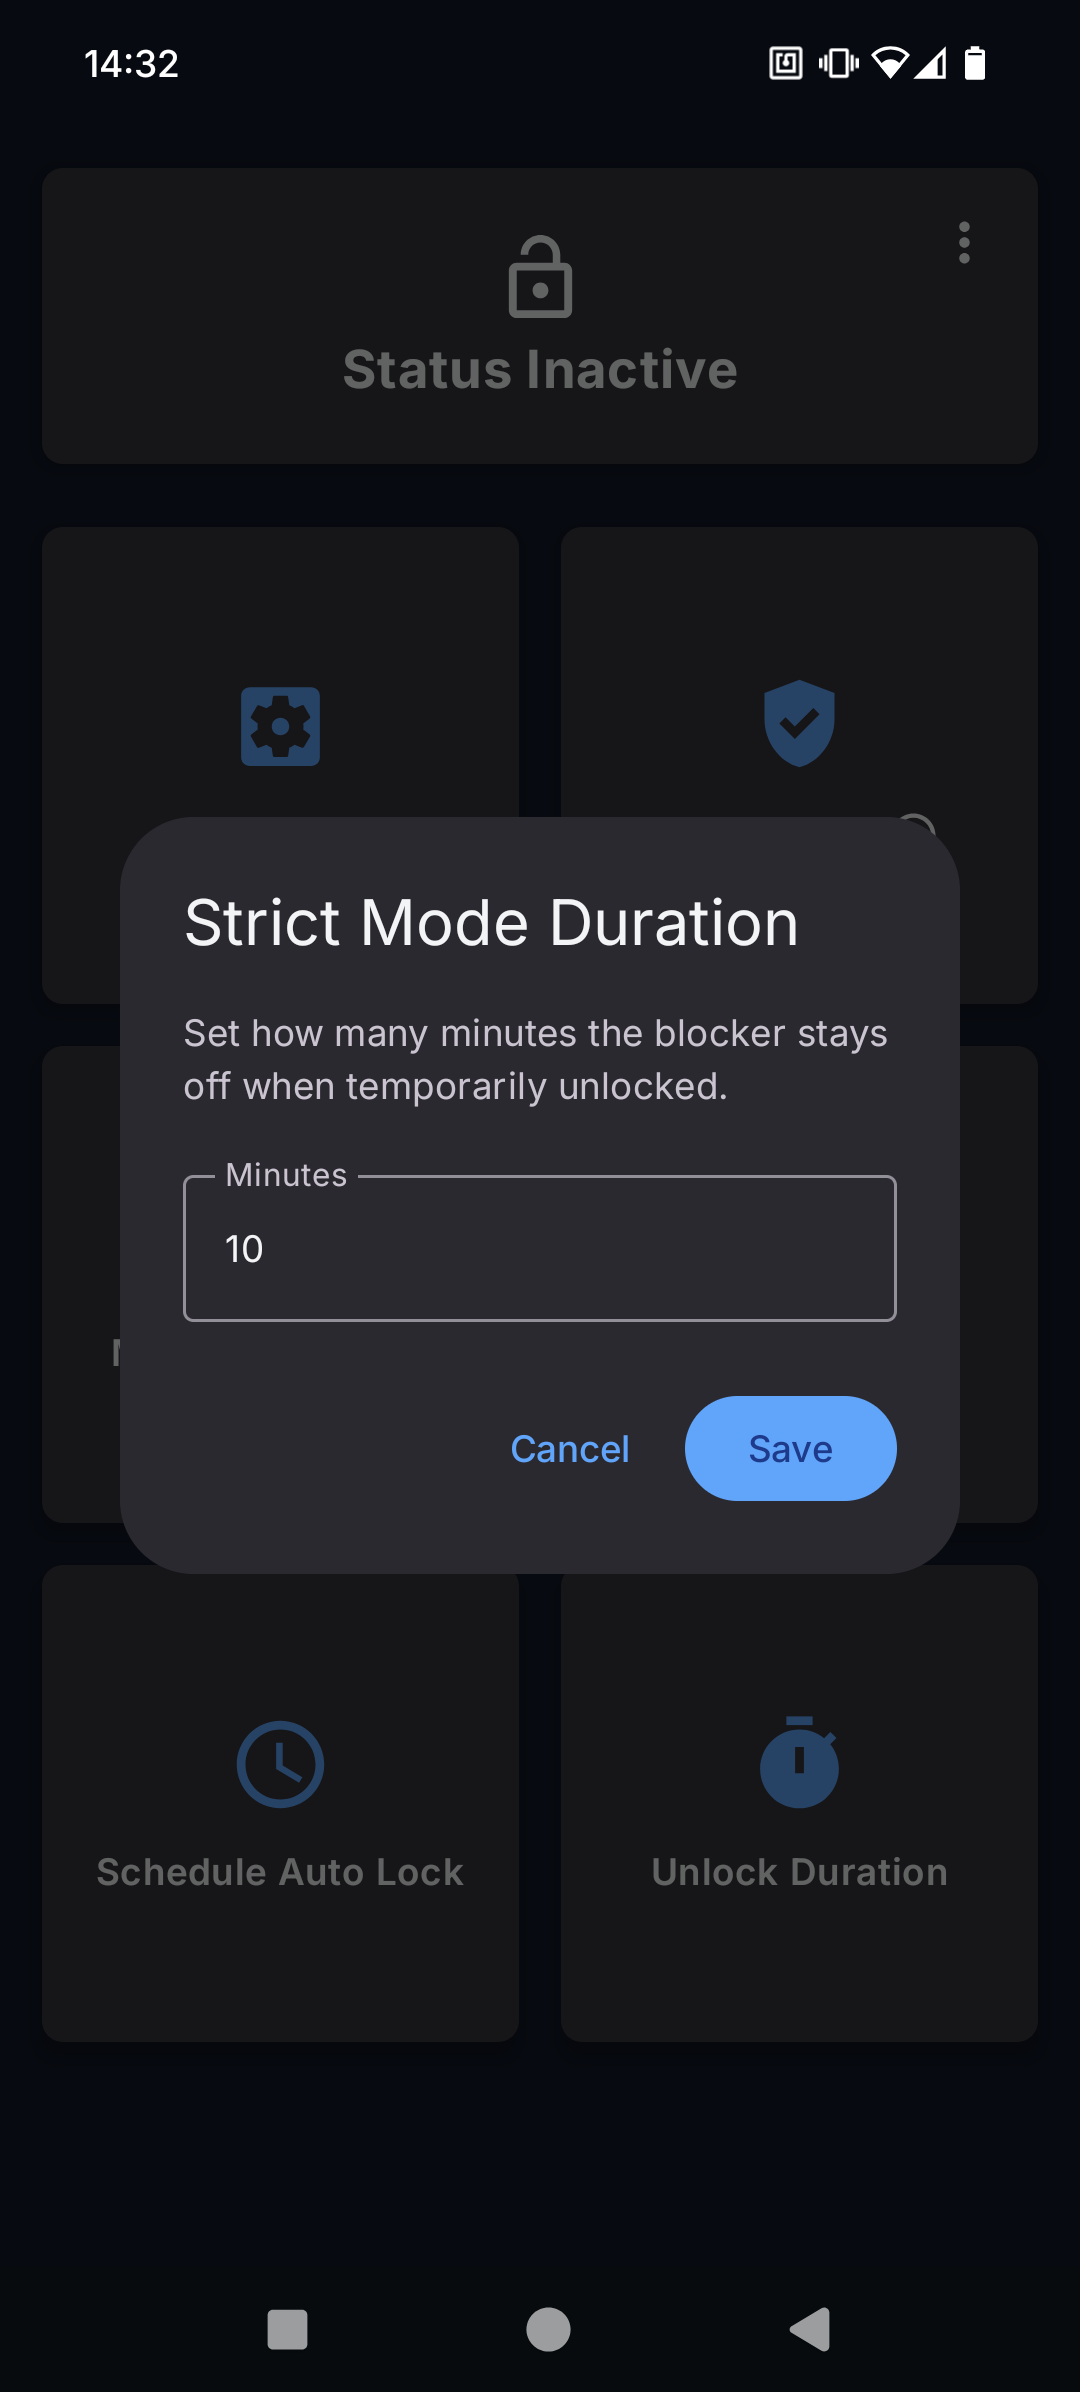 14:32
Status Inactive
Strict Mode Duration
Set how many minutes the blocker stays
off when temporarily unlocked.
Minutes
10
Cancel
Save
Schedule Auto Lock
Unlock Duration